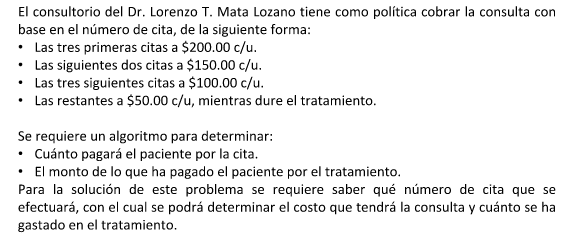 El consultorio del Dr. Lorenzo T. Mata Lozano tiene como política cobrar la consulta con
base en el número de cita, de la siguiente forma:
• Las tres primeras citas a $200.00 c/u.
• Las siguientes dos citas a $150.00 c/u.
• Las tres siguientes citas a $100.00 c/u.
• Las restantes a $50.00 c/u, mientras dure el tratamiento.
Se requiere un algoritmo para determinar:
• Cuánto pagará el paciente por la cita.
• El monto de lo que ha pagado el paciente por el tratamiento.
Para la solución de este problema se requiere saber qué número de cita que se
efectuará, con el cual se podrá determinar el costo que tendrá la consulta y cuánto se ha
gastado en el tratamiento.